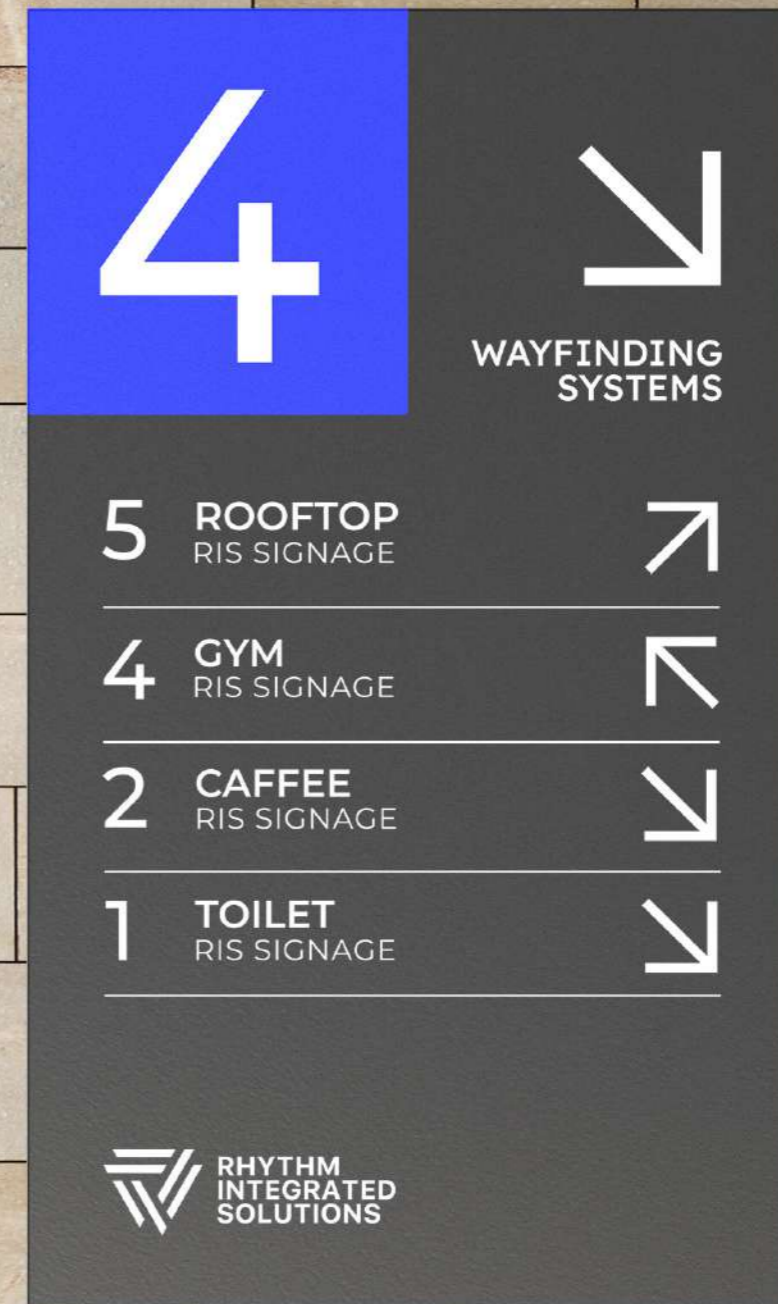 4
WAYFINDING
SYSTEMS
5 ROOFTOP
RIS SIGNAGE
4 GYM
RIS SIGNAGE
2 CAFFEE
RIS SIGNAGE
1 TOILET
RIS SIGNAGE
RHYTHM
INTEGRATED
SOLUTIONS